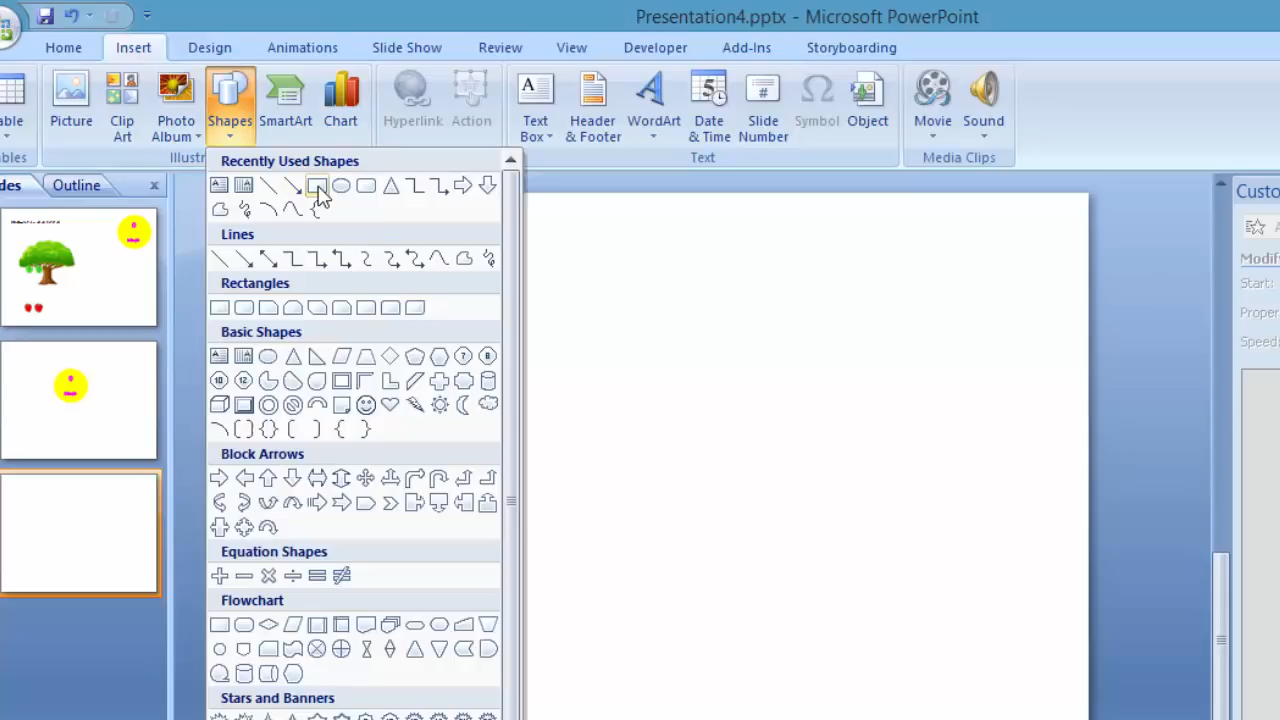 Presentation4.pptx - Microsoft PowerPoint
Home Insert Design Animations Slide Show Review View Developer Add-Ins Storyboarding
able Picture Clip Art Photo Album Shapes SmartArt Chart Hyperlink Action Text Box Header & Footer WordArt Date & Time Slide Number Symbol Object Movie Sound
bles Illustr Text Media Clips
Recently Used Shapes
des Outline
Custo
Lines
Modify
Rectangles
Start:
Proper
Basic Shapes
Speed:
Block Arrows
Equation Shapes
Flowchart
Stars and Banners